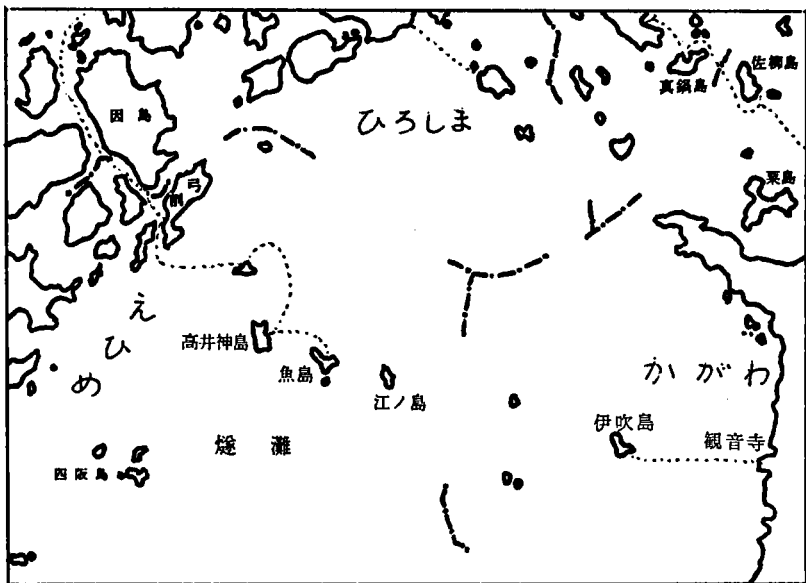 因島
ひろしま
真鍋島
佐柳島
粟島
弓削
えひめ
高井神島
魚島
江ノ島
かがわ
伊吹島
観音寺
燧灘
四阪島